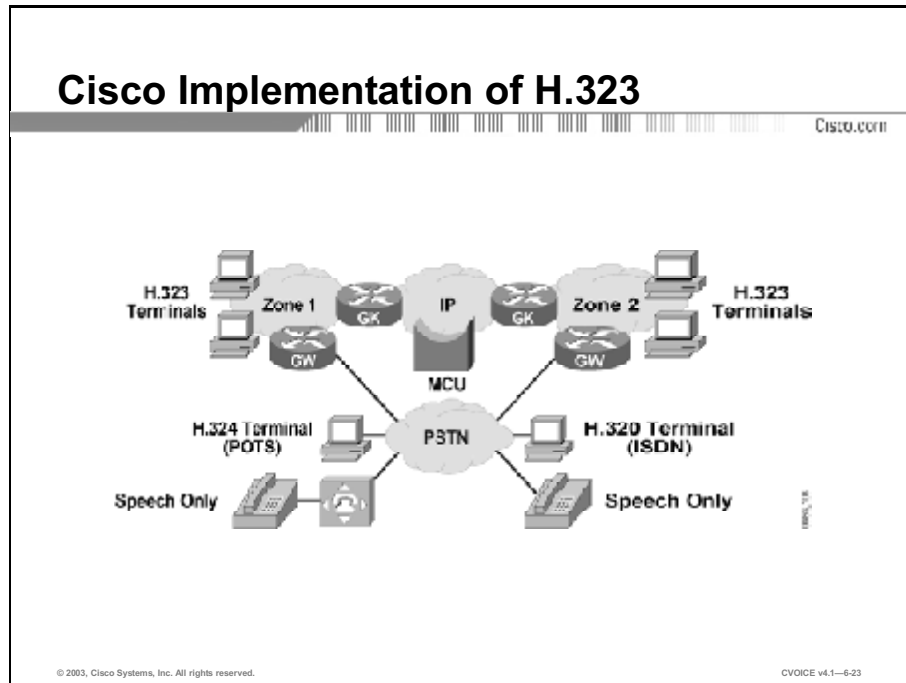 Cisco Implementation of H.323
Cisco.com
H.323
Terminals
Zone 1
GK
IP
GK
Zone 2
H.323
Terminals
GW
MCU
GW
H.324 Terminal
(POTS)
PSTN
H.320 Terminal
(ISDN)
Speech Only
Speech Only
© 2003, Cisco Systems, Inc. All rights reserved.
CVOICE v4.1—6-23